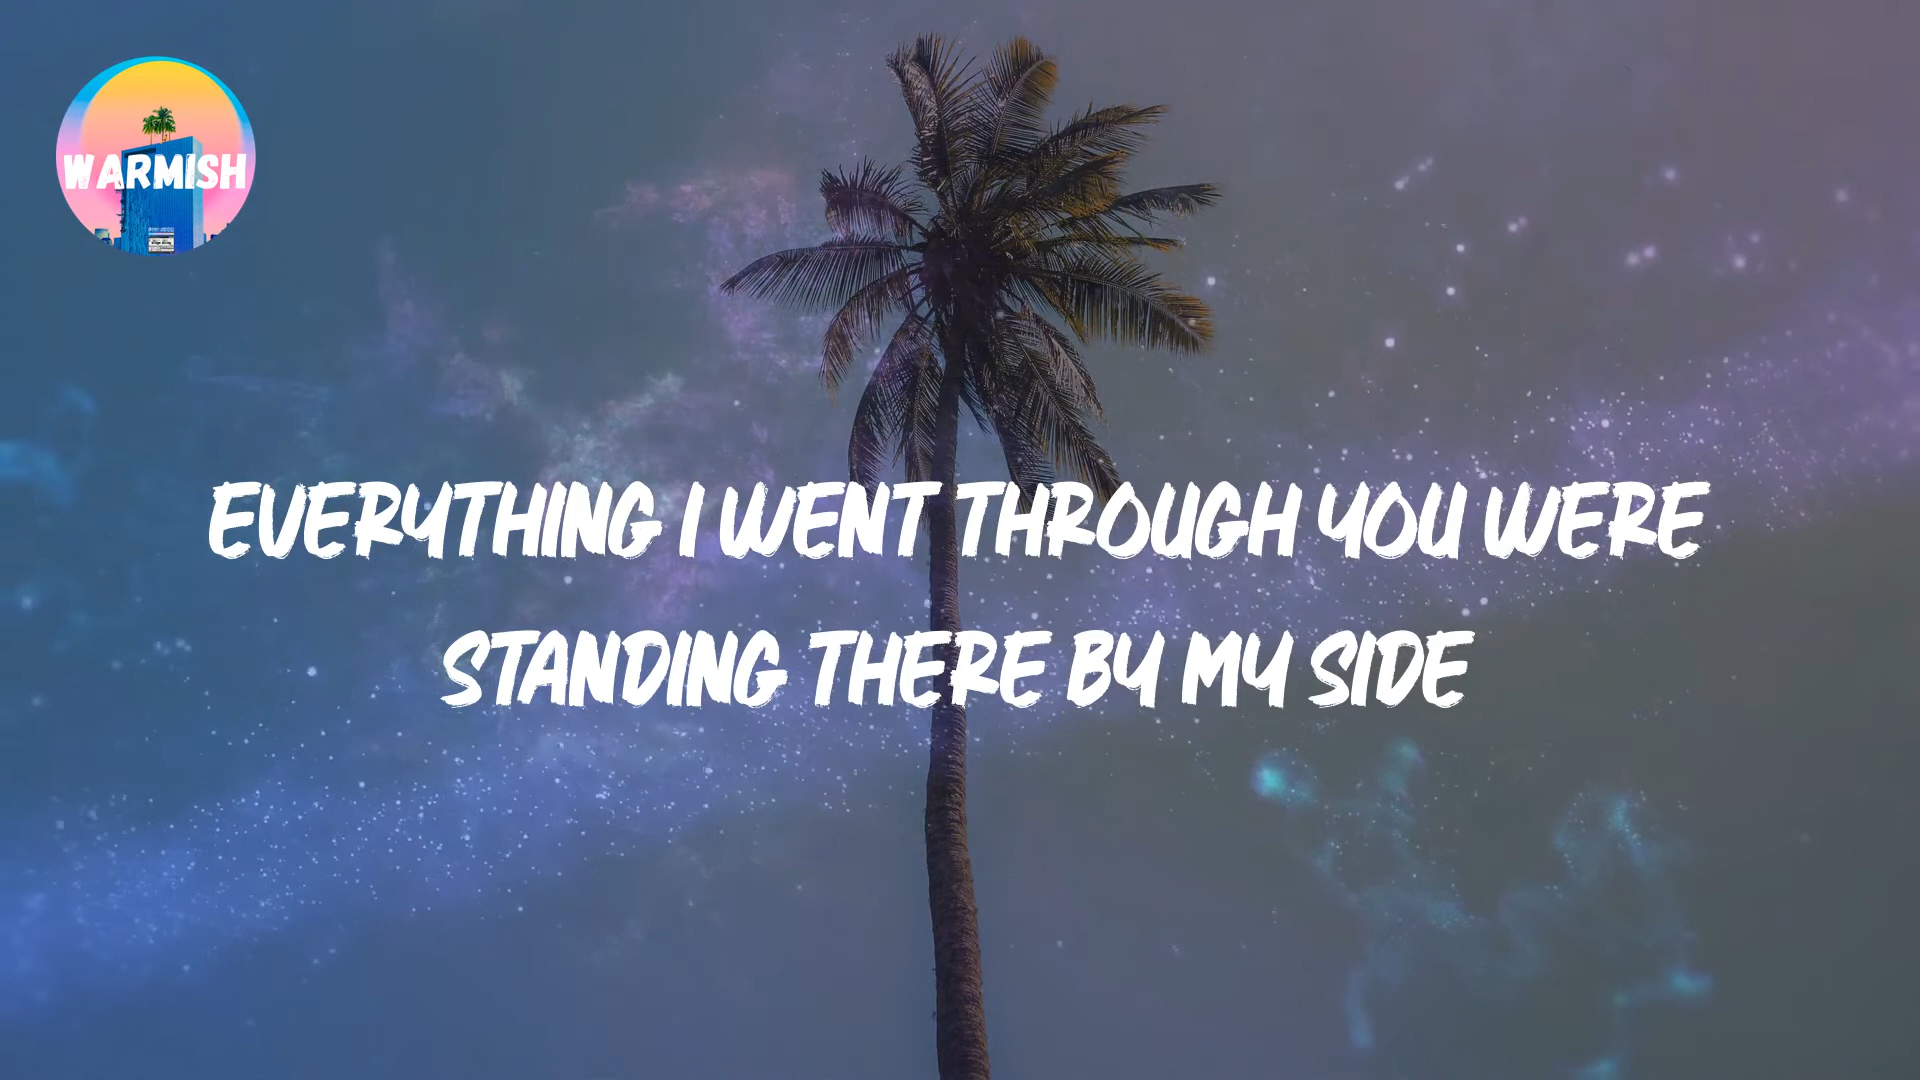 WARMISH
EVERYTHING I WENT THROUGH YOU WERE
STANDING THERE BY MY SIDE